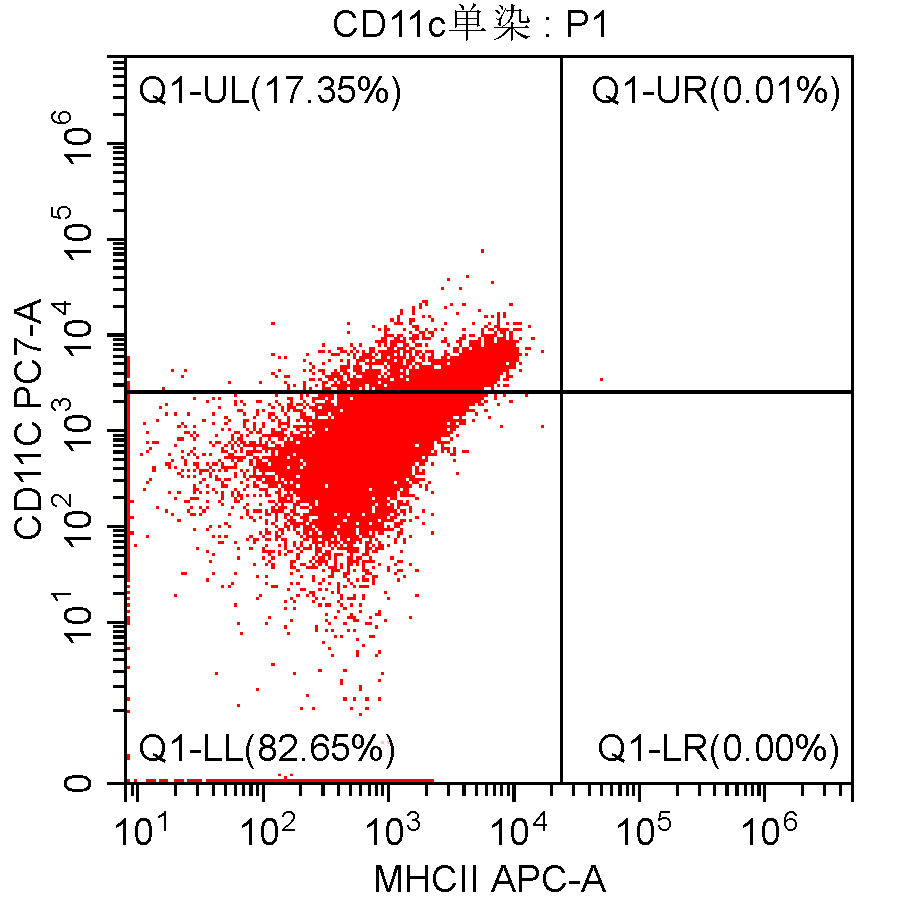 CD11c单染 : P1
Q1-UL(17.35%)
Q1-UR(0.01%)
10⁶
10⁵
10⁴
10³
10²
10¹
0
CD11C PC7-A
Q1-LL(82.65%)
Q1-LR(0.00%)
10¹ 10² 10³ 10⁴ 10⁵ 10⁶
MHCII APC-A